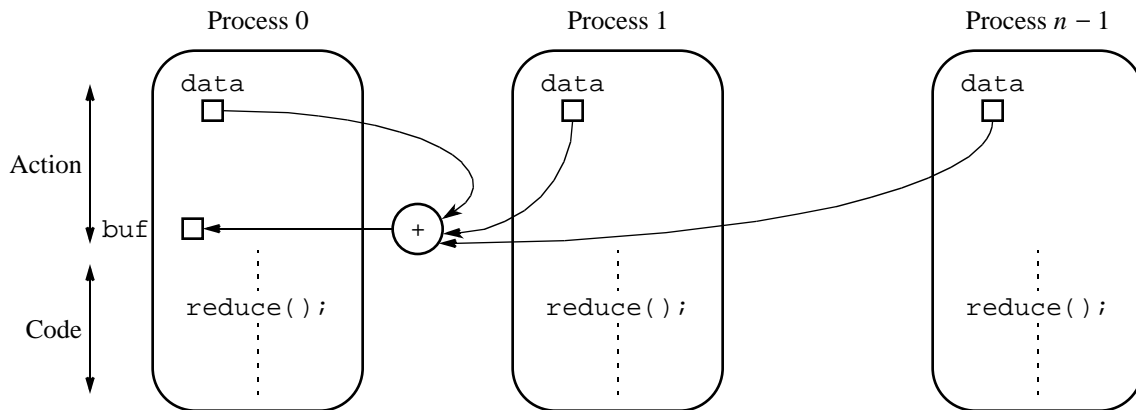 Process 0
Process 1
Process n − 1
data
data
data
Action
buf
+
reduce();
reduce();
reduce();
Code